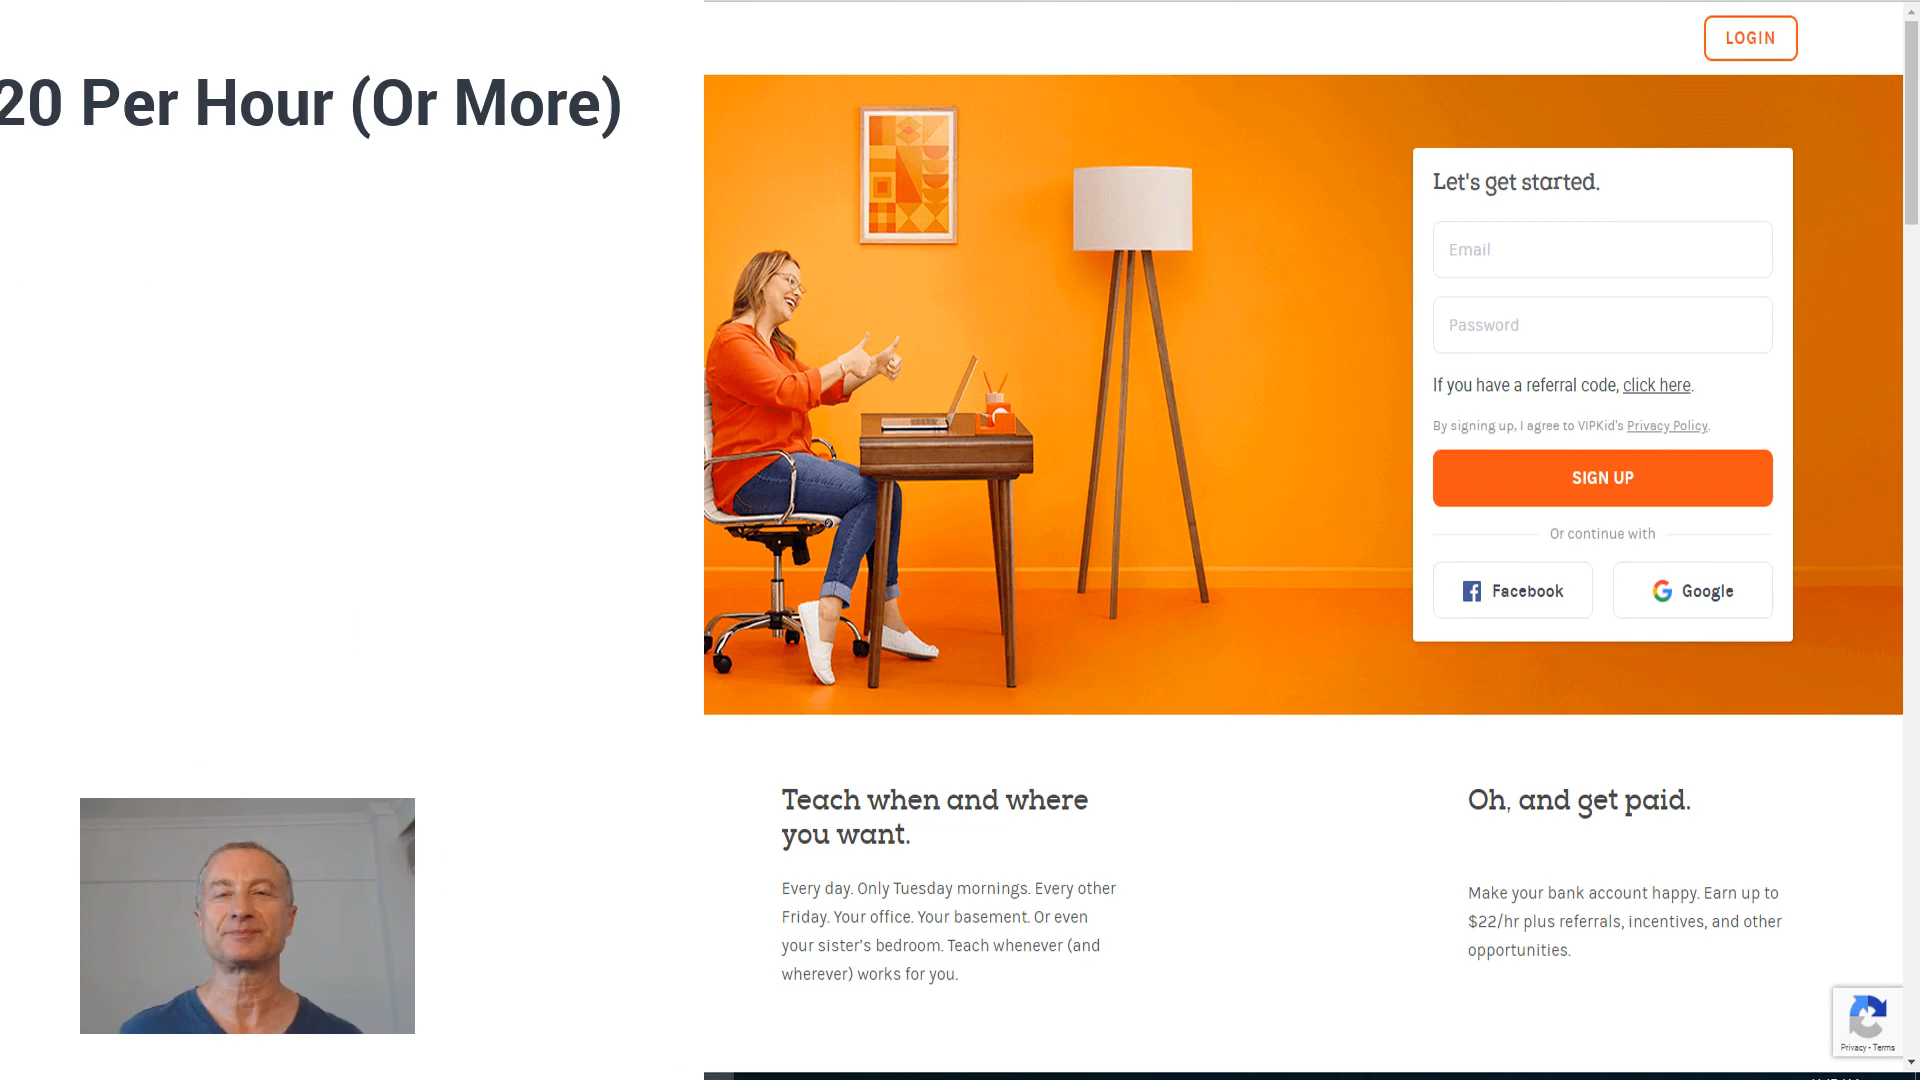 20 Per Hour (Or More)
LOGIN
Let's get started.
Email
Password
If you have a referral code, click here.
By signing up, I agree to VIPKid's Privacy Policy.
SIGN UP
Or continue with
Facebook
Google
Teach when and where
you want.
Every day. Only Tuesday mornings. Every other
Friday. Your office. Your basement. Or even
your sister's bedroom. Teach whenever (and
wherever) works for you.
Oh, and get paid.
Make your bank account happy. Earn up to
$22/hr plus referrals, incentives, and other
opportunities.
Privacy - Terms